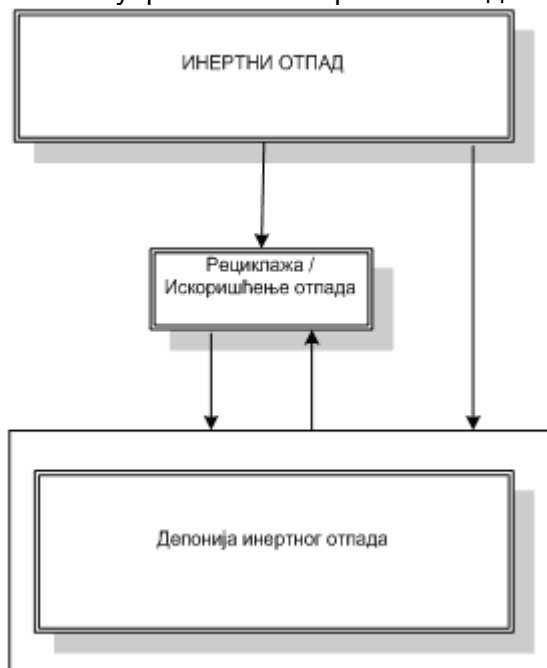 ИНЕРТНИ ОТПАД
Рециклажа /
Искоришћење отпада
Депонија инертног отпада